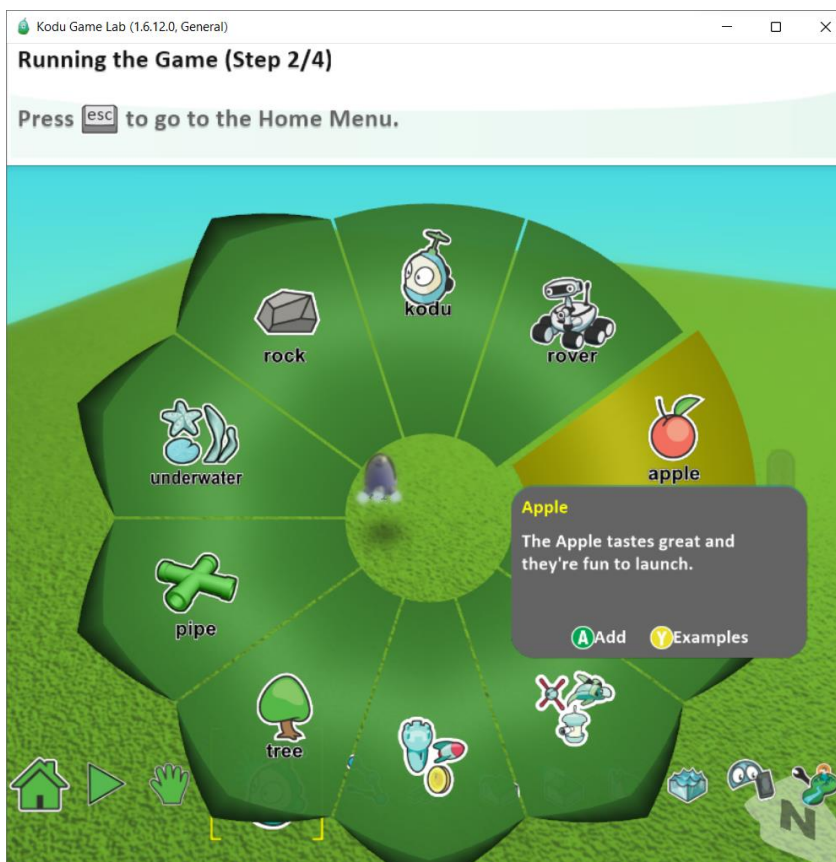 Kodu Game Lab (1.6.12.0, General)
Running the Game (Step 2/4)
Press esc to go to the Home Menu.
kodu
rock
rover
underwater
apple
Apple
The Apple tastes great and
they're fun to launch.
A Add Y Examples
pipe
tree
N